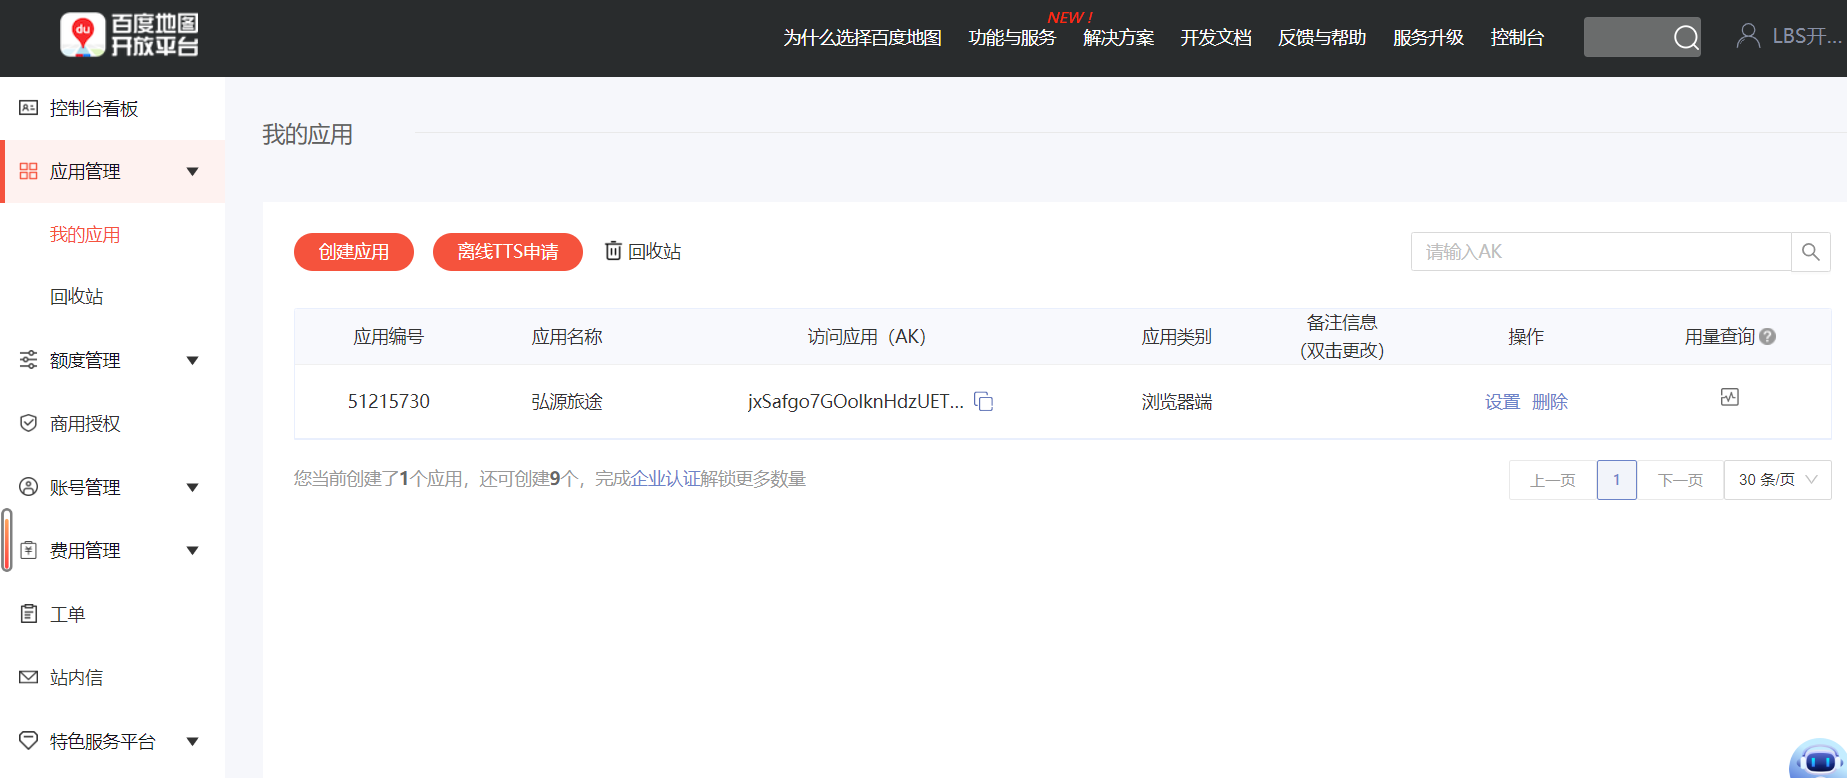 百度地图
开放平台
为什么选择百度地图
功能与服务
NEW !
解决方案
开发文档
反馈与帮助
服务升级
控制台
LBS开...
控制台看板
应用管理
我的应用
回收站
额度管理
商用授权
账号管理
费用管理
工单
站内信
特色服务平台
我的应用
创建应用
离线TTS申请
回收站
请输入AK
应用编号
应用名称
访问应用（AK）
应用类别
备注信息
(双击更改)
操作
用量查询
51215730
弘源旅途
jxSafgo7GOolknHdzUET...
浏览器端
设置 删除
您当前创建了1个应用，还可创建9个，完成企业认证解锁更多数量
上一页
1
下一页
30 条/页